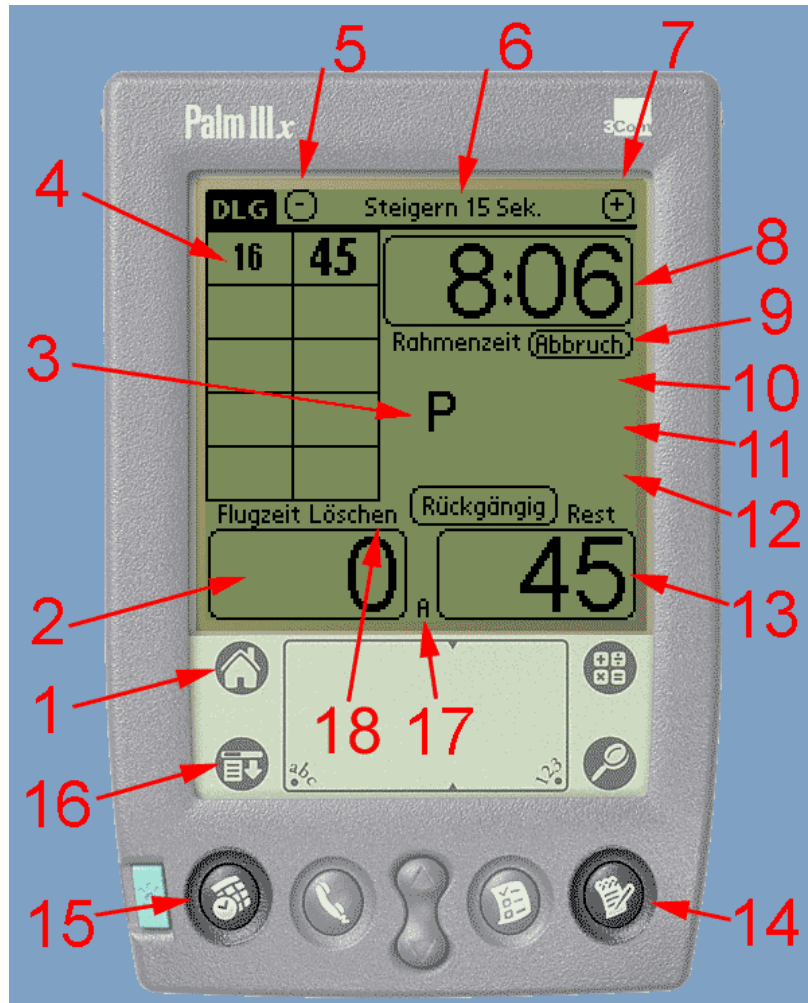 5 6 7
Palm IIIx
3Com
4
DLG - Steigern 15 Sek. +
16 45
8:06
8
Rahmenzeit Abbruch
9
3
P
10
11
Flugzeit Löschen Rückgängig Rest
12
2
0 A 45
13
1
18 17
16
abc 123
15
14